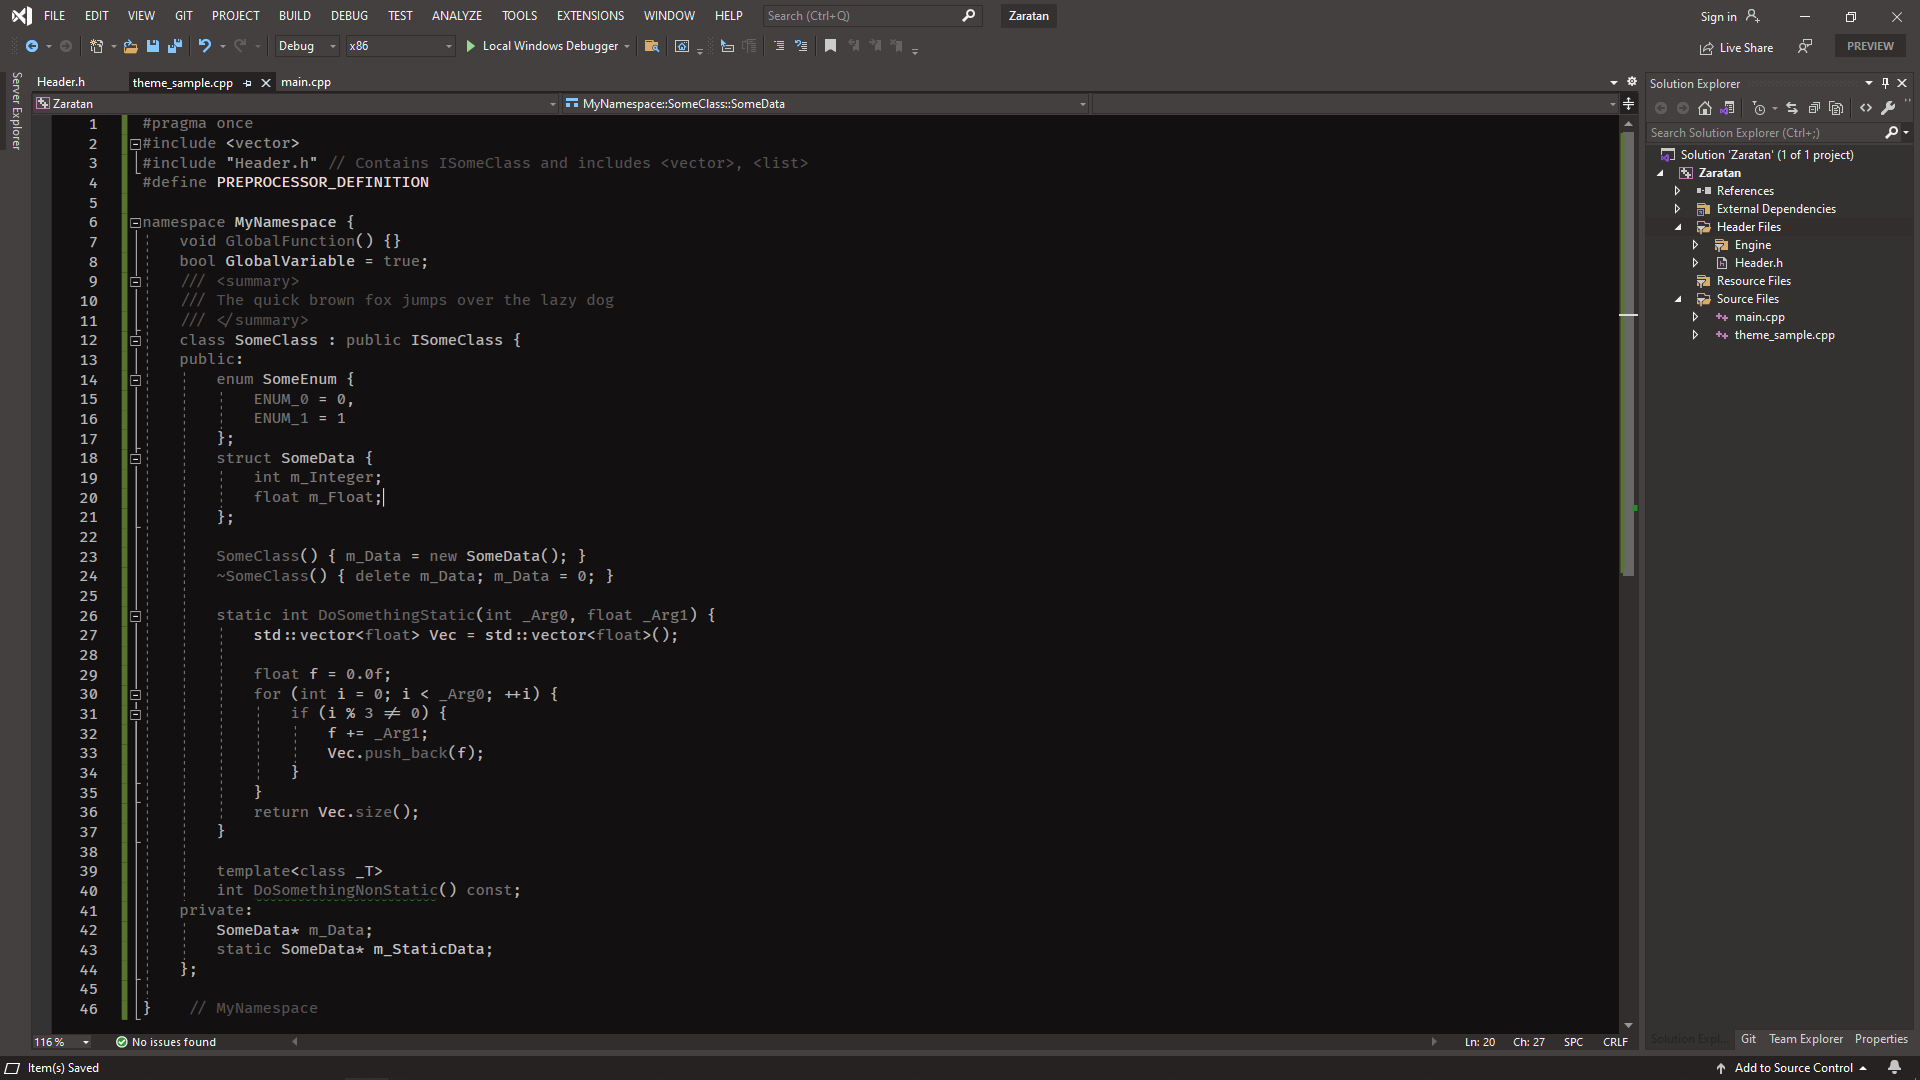 FILE EDIT VIEW GIT PROJECT BUILD DEBUG TEST ANALYZE TOOLS EXTENSIONS WINDOW HELP Search (Ctrl+Q) Zaratan Sign in
Debug x86 Local Windows Debugger Live Share PREVIEW
Server Explorer
Header.h theme_sample.cpp main.cpp
Zaratan MyNamespace::SomeClass::SomeData
1 #pragma once
2 #include <vector>
3 #include "Header.h" // Contains ISomeClass and includes <vector>, <list>
4 #define PREPROCESSOR_DEFINITION
5
6 namespace MyNamespace {
7 void GlobalFunction() {}
8 bool GlobalVariable = true;
9 /// <summary>
10 /// The quick brown fox jumps over the lazy dog
11 /// </summary>
12 class SomeClass : public ISomeClass {
13 public:
14 enum SomeEnum {
15 ENUM_0 = 0,
16 ENUM_1 = 1
17 };
18 struct SomeData {
19 int m_Integer;
20 float m_Float;
21 };
22
23 SomeClass() { m_Data = new SomeData(); }
24 ~SomeClass() { delete m_Data; m_Data = 0; }
25
26 static int DoSomethingStatic(int _Arg0, float _Arg1) {
27 std::vector<float> Vec = std::vector<float>();
28
29 float f = 0.0f;
30 for (int i = 0; i < _Arg0; ++i) {
31 if (i % 3 ≠ 0) {
32 f += _Arg1;
33 Vec.push_back(f);
34 }
35 }
36 return Vec.size();
37 }
38
39 template<class _T>
40 int DoSomethingNonStatic() const;
41 private:
42 SomeData* m_Data;
43 static SomeData* m_StaticData;
44 };
45
46 } // MyNamespace
116 % No issues found Ln: 20 Ch: 27 SPC CRLF
Solution Explorer
Search Solution Explorer (Ctrl+;)
Solution 'Zaratan' (1 of 1 project)
Zaratan
References
External Dependencies
Header Files
Engine
Header.h
Resource Files
Source Files
main.cpp
theme_sample.cpp
Solution Expl... Git Team Explorer Properties
Item(s) Saved Add to Source Control